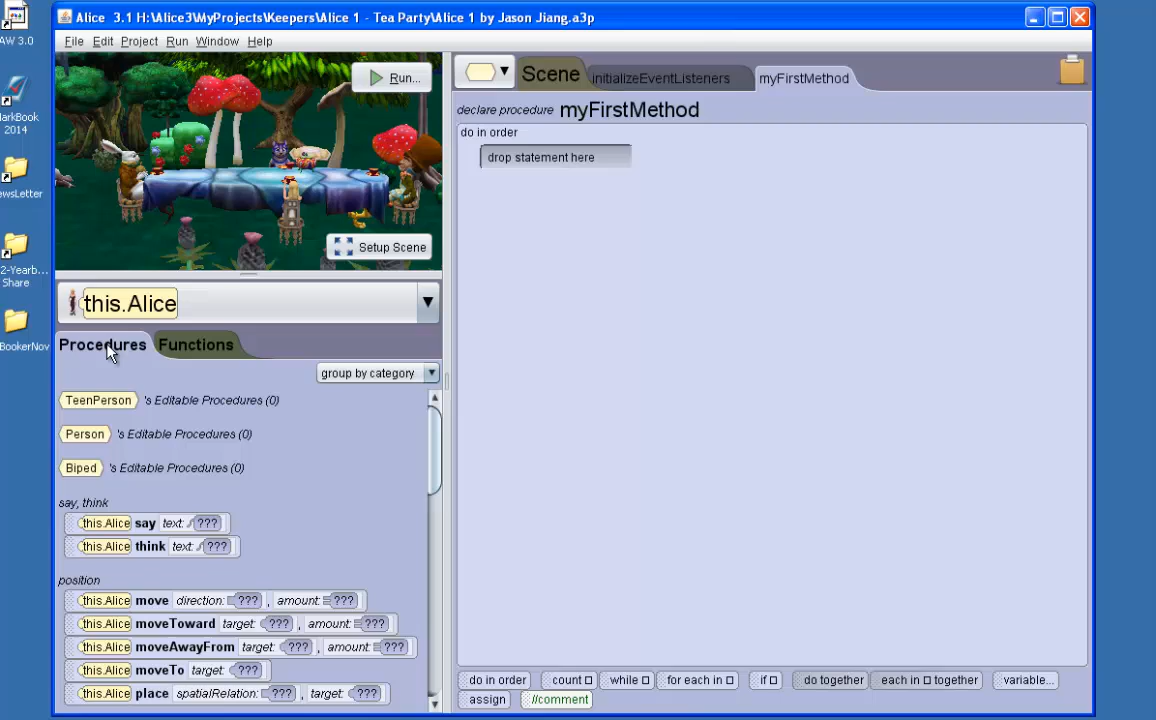 AW 3.0
MarkBook
2014
ewsLetter
2-Yearb...
Share
BookerNov
Alice 3.1 H:\Alice3\MyProjects\Keepers\Alice 1 - Tea Party\Alice 1 by Jason Jiang.a3p
File Edit Project Run Window Help
Run...
Setup Scene
this.Alice
Procedures Functions
group by category
TeenPerson 's Editable Procedures (0)
Person 's Editable Procedures (0)
Biped 's Editable Procedures (0)
say, think
this.Alice say text: ???
this.Alice think text: ???
position
this.Alice move direction: ??? , amount: ???
this.Alice moveToward target: ??? , amount: ???
this.Alice moveAwayFrom target: ??? , amount: ???
this.Alice moveTo target: ???
this.Alice place spatialRelation: ??? , target: ???
Scene initializeEventListeners myFirstMethod
declare procedure myFirstMethod
do in order
drop statement here
do in order count while for each in if do together each in together variable...
assign //comment